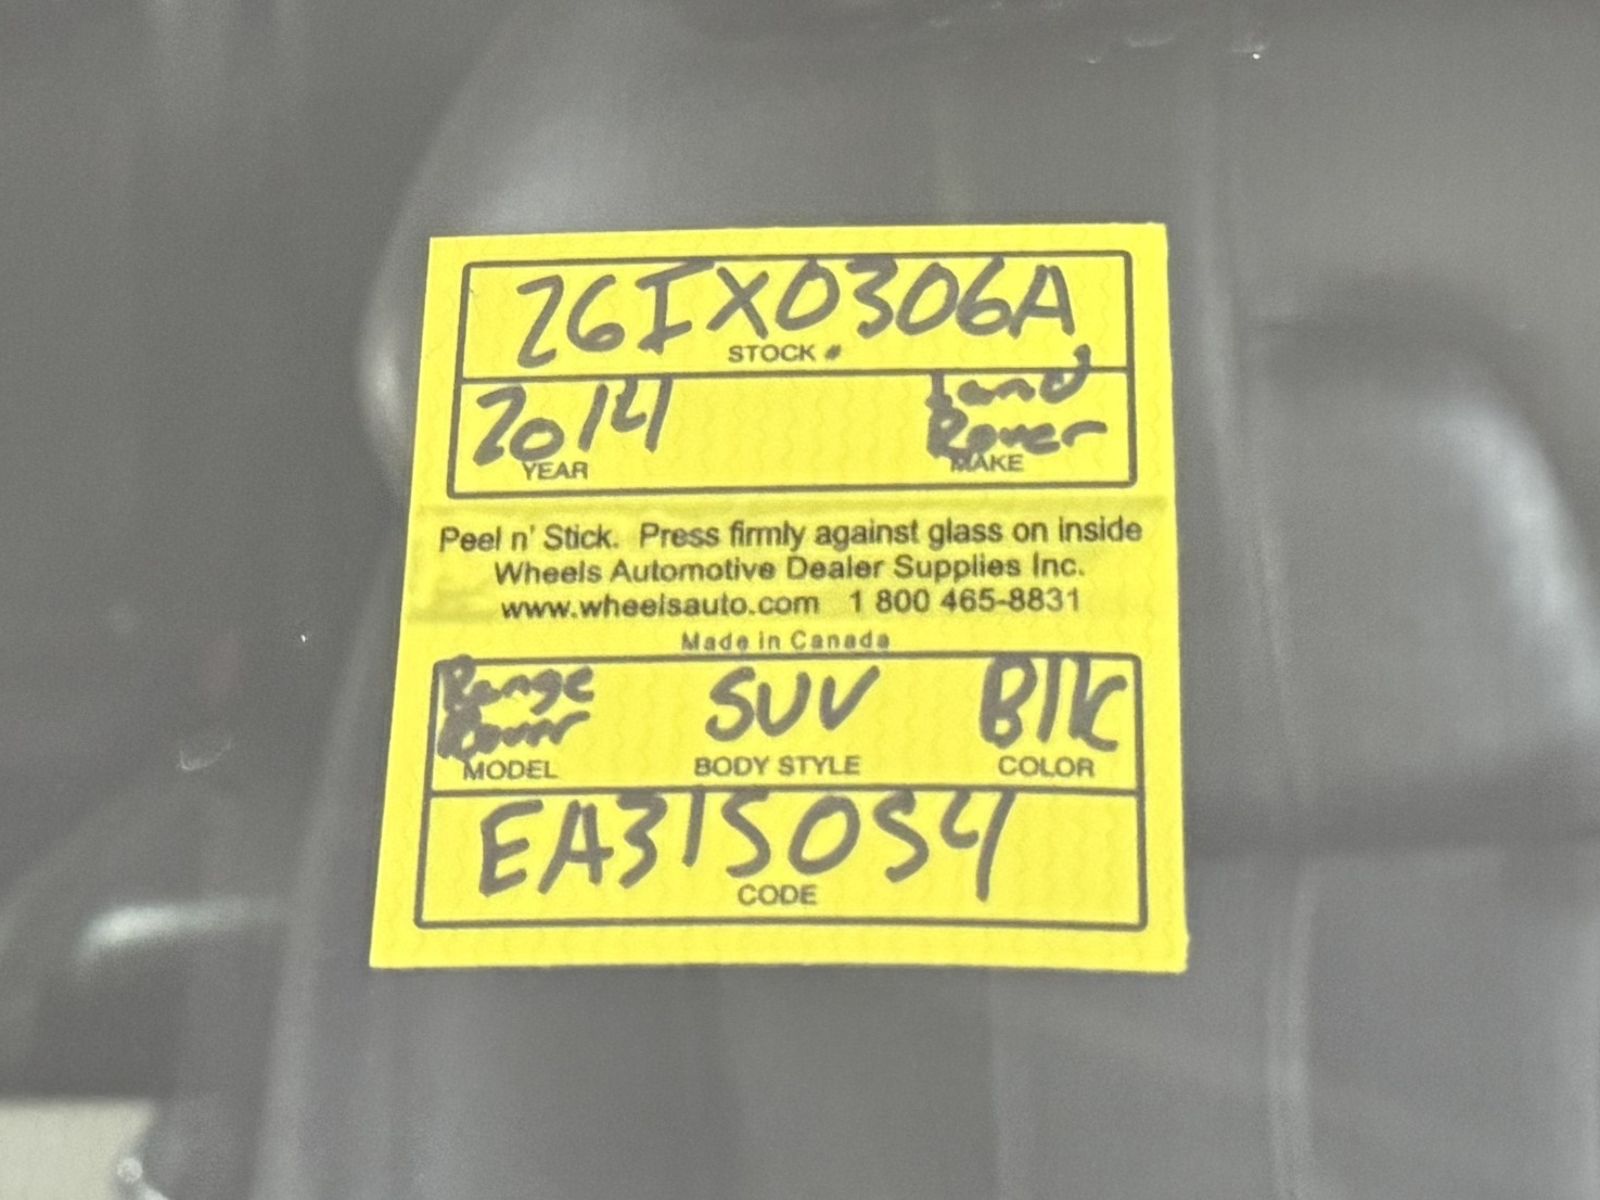 26IX0306A
STOCK #
2014 Land Rover
YEAR MAKE
Peel n' Stick. Press firmly against glass on inside
Wheels Automotive Dealer Supplies Inc.
www.wheelsauto.com 1 800 465-8831
Made in Canada
Range Rover SUV Blk
MODEL BODY STYLE COLOR
EA315054
CODE